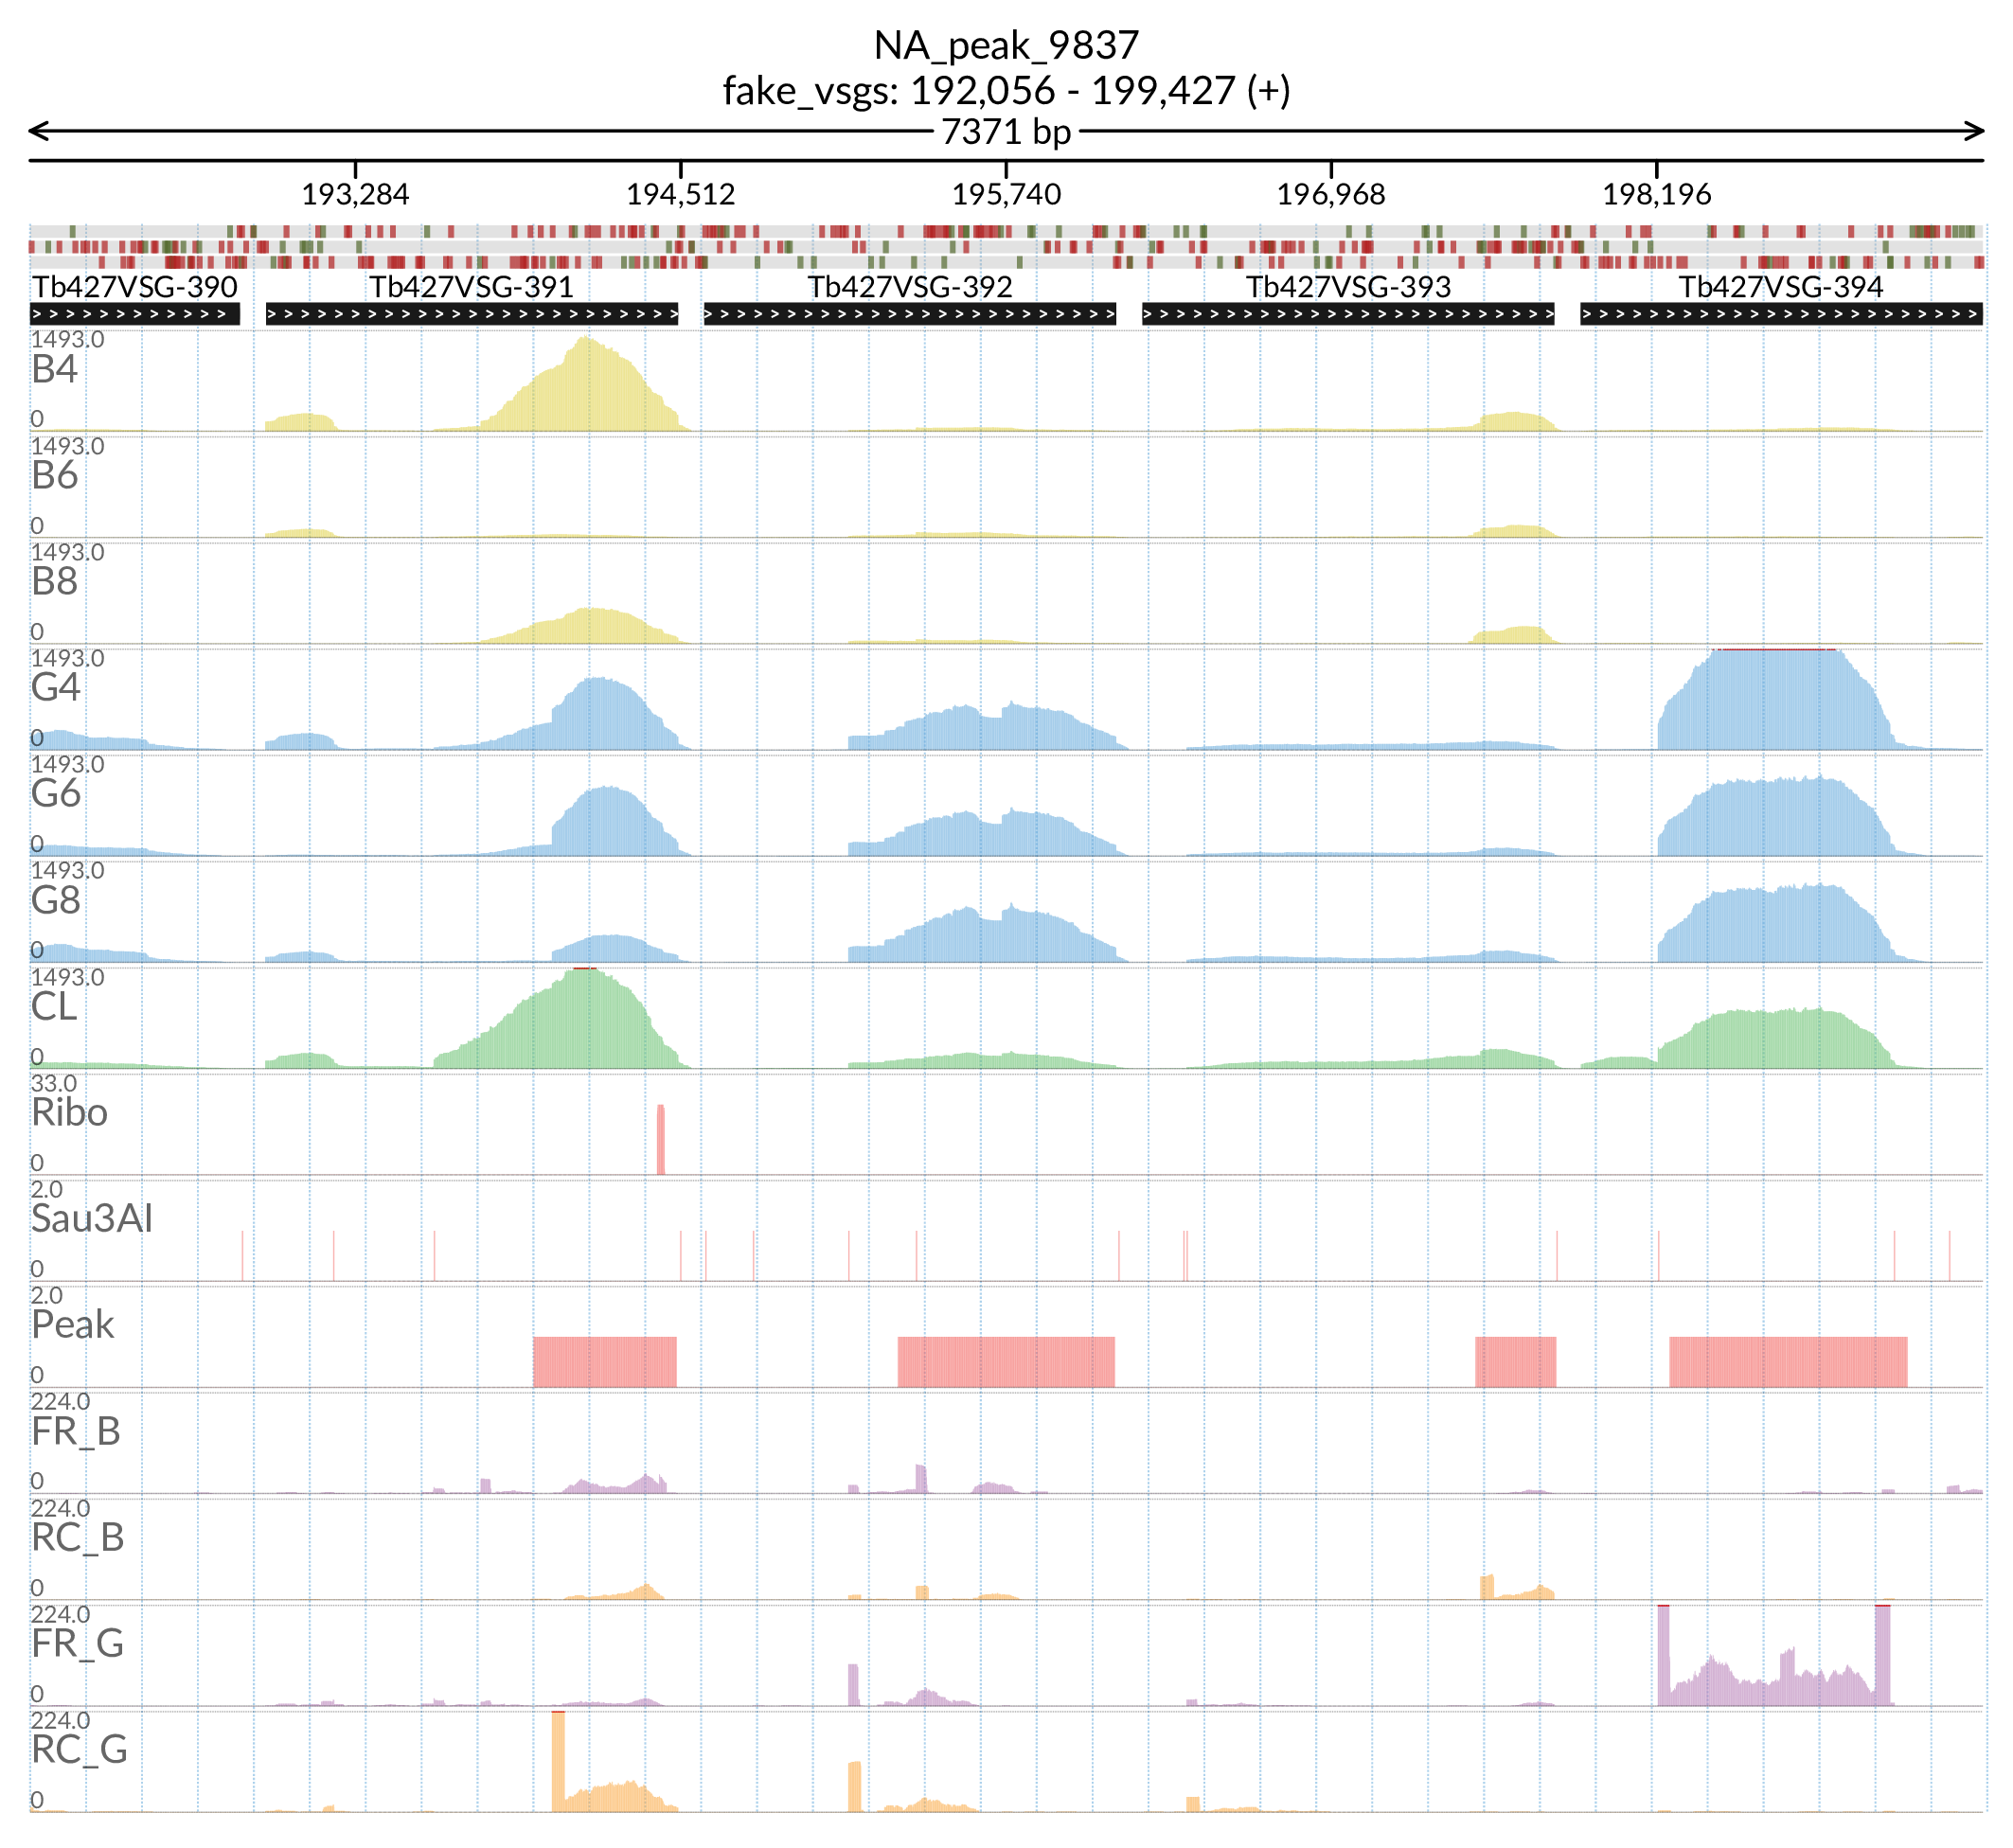 NA_peak_9837
fake_vsgs: 192,056 - 199,427 (+)
7371 bp
193,284 194,512 195,740 196,968 198,196
Tb427VSG-390 Tb427VSG-391 Tb427VSG-392 Tb427VSG-393 Tb427VSG-394
1493.0
B4
0
1493.0
B6
0
1493.0
B8
0
1493.0
G4
0
1493.0
G6
0
1493.0
G8
0
1493.0
CL
0
33.0
Ribo
0
2.0
Sau3AI
0
2.0
Peak
0
224.0
FR_B
0
224.0
RC_B
0
224.0
FR_G
0
224.0
RC_G
0